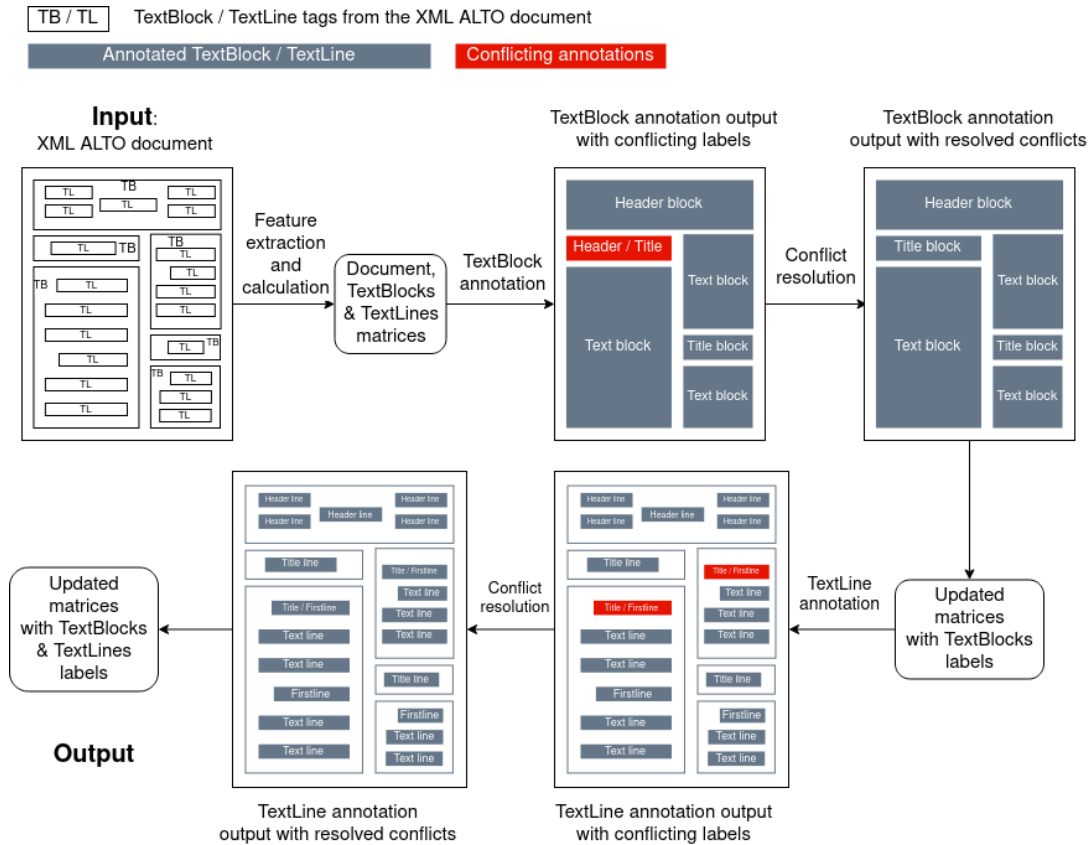 TB / TL TextBlock / TextLine tags from the XML ALTO document
Annotated TextBlock / TextLine
Conflicting annotations
Input:
XML ALTO document
TB
TL
TL
TL
TL
TL
TL
TB
TB
TL
TL
TL
TL
TB
TL
TL
TL
TL
TL
TL
TL
TB
TB
TL
TL
TL
Feature
extraction
and
calculation
Document,
TextBlocks
& TextLines
matrices
TextBlock
annotation
TextBlock annotation output
with conflicting labels
Header block
Header / Title
Text block
Text block
Title block
Text block
Conflict
resolution
TextBlock annotation
output with resolved conflicts
Header block
Title block
Text block
Text block
Title block
Text block
Updated
matrices
with TextBlocks
labels
TextLine
annotation
Header line
Header line
Header line
Header line
Header line
Title line
Title / Firstline
Text line
Text line
Text line
Title / Firstline
Text line
Text line
Firstline
Text line
Text line
Title line
Firstline
Text line
Text line
TextLine annotation output
with conflicting labels
Conflict
resolution
Header line
Header line
Header line
Header line
Header line
Title line
Title / Firstline
Text line
Text line
Text line
Title / Firstline
Text line
Text line
Firstline
Text line
Text line
Title line
Firstline
Text line
Text line
TextLine annotation
output with resolved conflicts
Updated
matrices
with TextBlocks
& TextLines
labels
Output